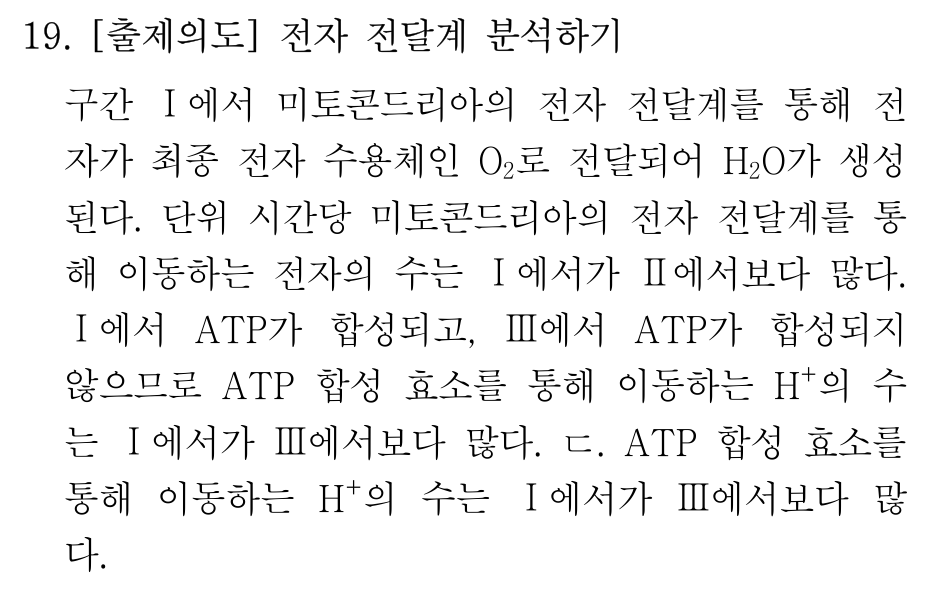 19. [출제의도] 전자 전달계 분석하기
구간 Ⅰ에서 미토콘드리아의 전자 전달계를 통해 전
자가 최종 전자 수용체인 O₂로 전달되어 H₂O가 생성
된다. 단위 시간당 미토콘드리아의 전자 전달계를 통
해 이동하는 전자의 수는 Ⅰ에서가 Ⅱ에서보다 많다.
Ⅰ에서 ATP가 합성되고, Ⅲ에서 ATP가 합성되지
않으므로 ATP 합성 효소를 통해 이동하는 H⁺의 수
는 Ⅰ에서가 Ⅲ에서보다 많다. ㄷ. ATP 합성 효소를
통해 이동하는 H⁺의 수는 Ⅰ에서가 Ⅲ에서보다 많
다.